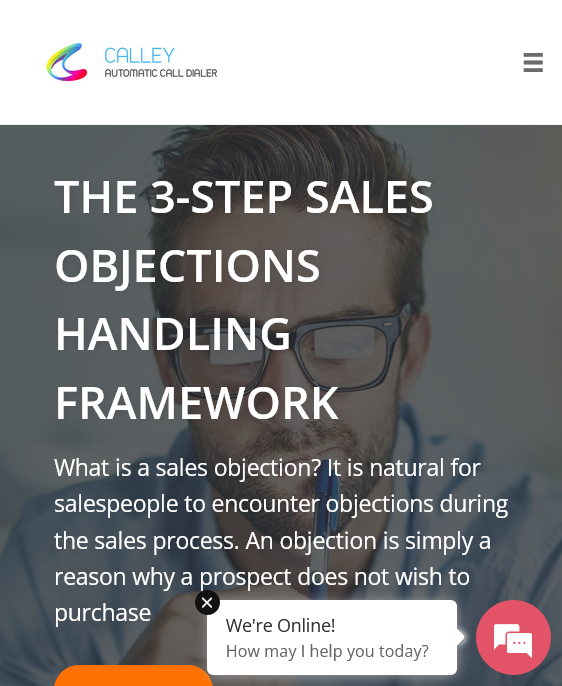 CALLEY
AUTOMATIC CALL DIALER
THE 3-STEP SALES
OBJECTIONS
HANDLING
FRAMEWORK
What is a sales objection? It is natural for
salespeople to encounter objections during
the sales process. An objection is simply a
reason why a prospect does not wish to
purchase
We're Online!
How may I help you today?